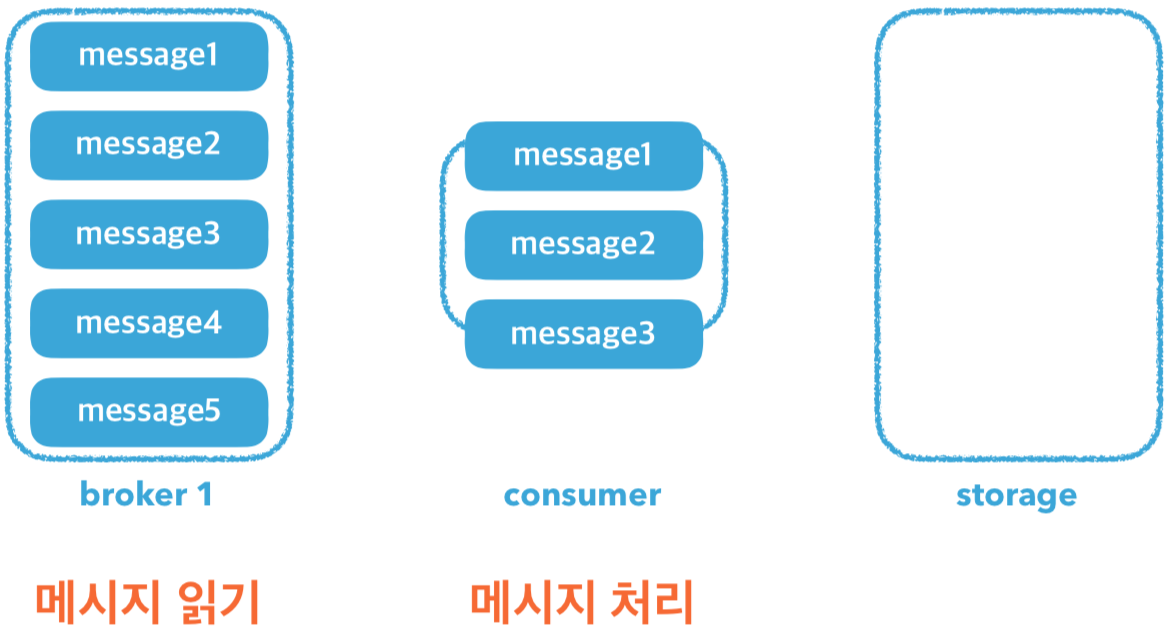 message1
message2
message3
message4
message5
broker 1
메시지 읽기
message1
message2
message3
consumer
메시지 처리
storage